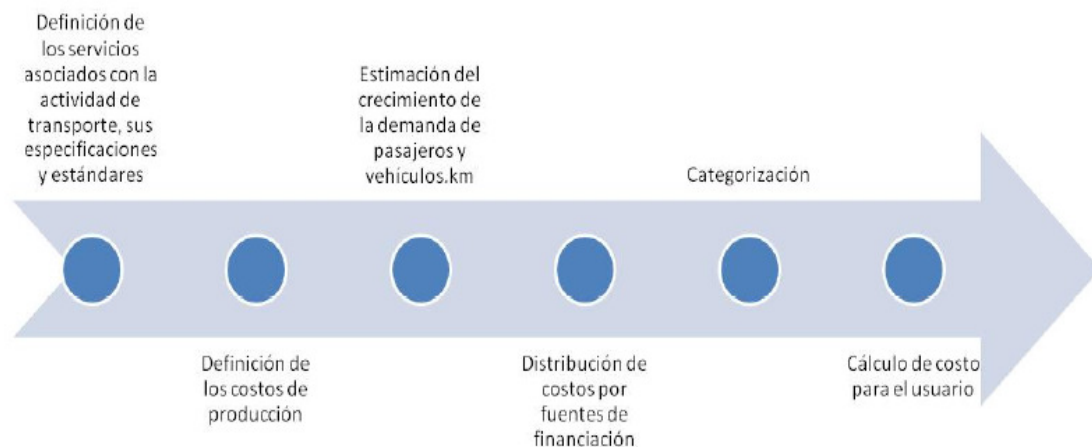 Definición de
los servicios
asociados con la
actividad de
transporte, sus
especificaciones
y estándares
Definición de
los costos de
producción
Estimación del
crecimiento de
la demanda de
pasajeros y
vehículos.km
Distribución de
costos por
fuentes de
financiación
Categorización
Cálculo de costo
para el usuario